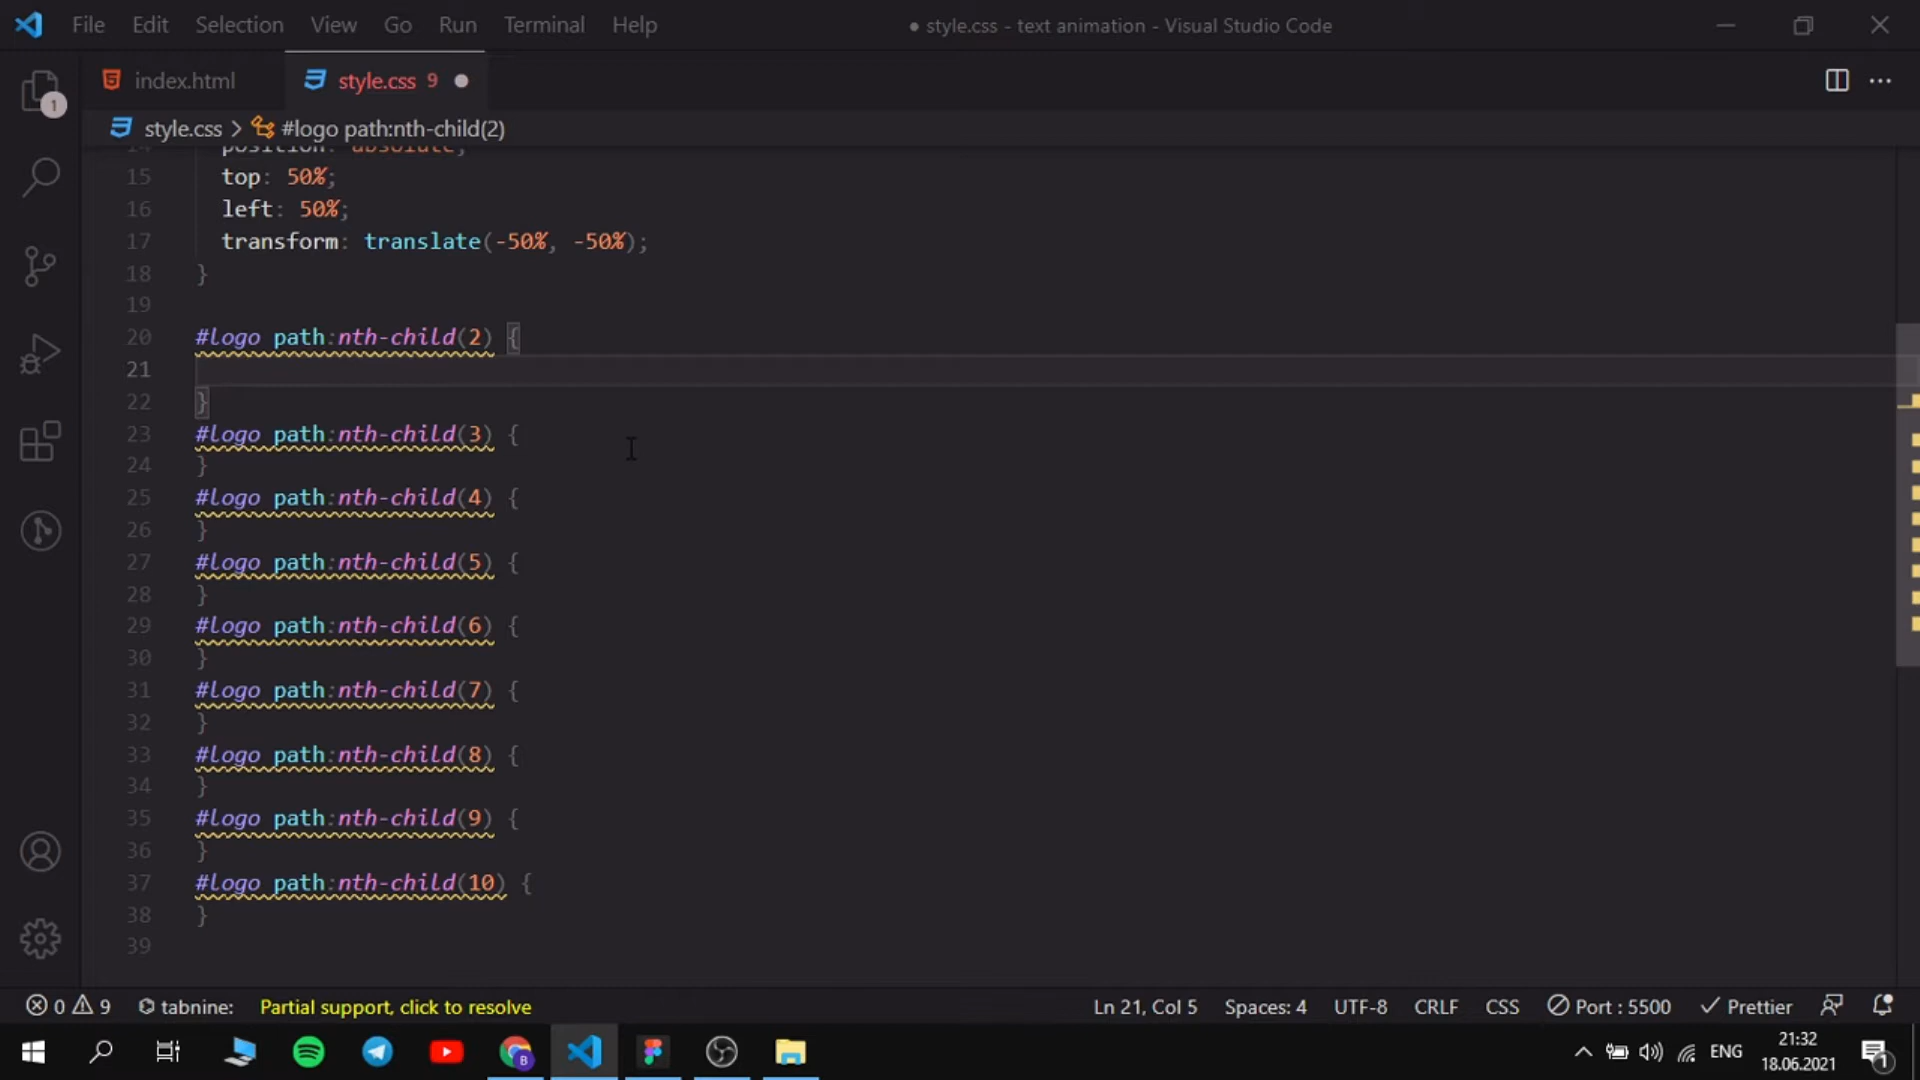 File Edit Selection View Go Run Terminal Help
● style.css - text animation - Visual Studio Code
index.html
style.css 9 ●
style.css > #logo path:nth-child(2)
1
14 position: absolute;
15 top: 50%;
16 left: 50%;
17 transform: translate(-50%, -50%);
18 }
19
20 #logo path:nth-child(2) {
21
22 }
23 #logo path:nth-child(3) {
24 }
25 #logo path:nth-child(4) {
26 }
27 #logo path:nth-child(5) {
28 }
29 #logo path:nth-child(6) {
30 }
31 #logo path:nth-child(7) {
32 }
33 #logo path:nth-child(8) {
34 }
35 #logo path:nth-child(9) {
36 }
37 #logo path:nth-child(10) {
38 }
39
0 9 tabnine: Partial support, click to resolve
Ln 21, Col 5 Spaces: 4 UTF-8 CRLF CSS Port : 5500 Prettier
B
ENG
21:32
18.06.2021
1